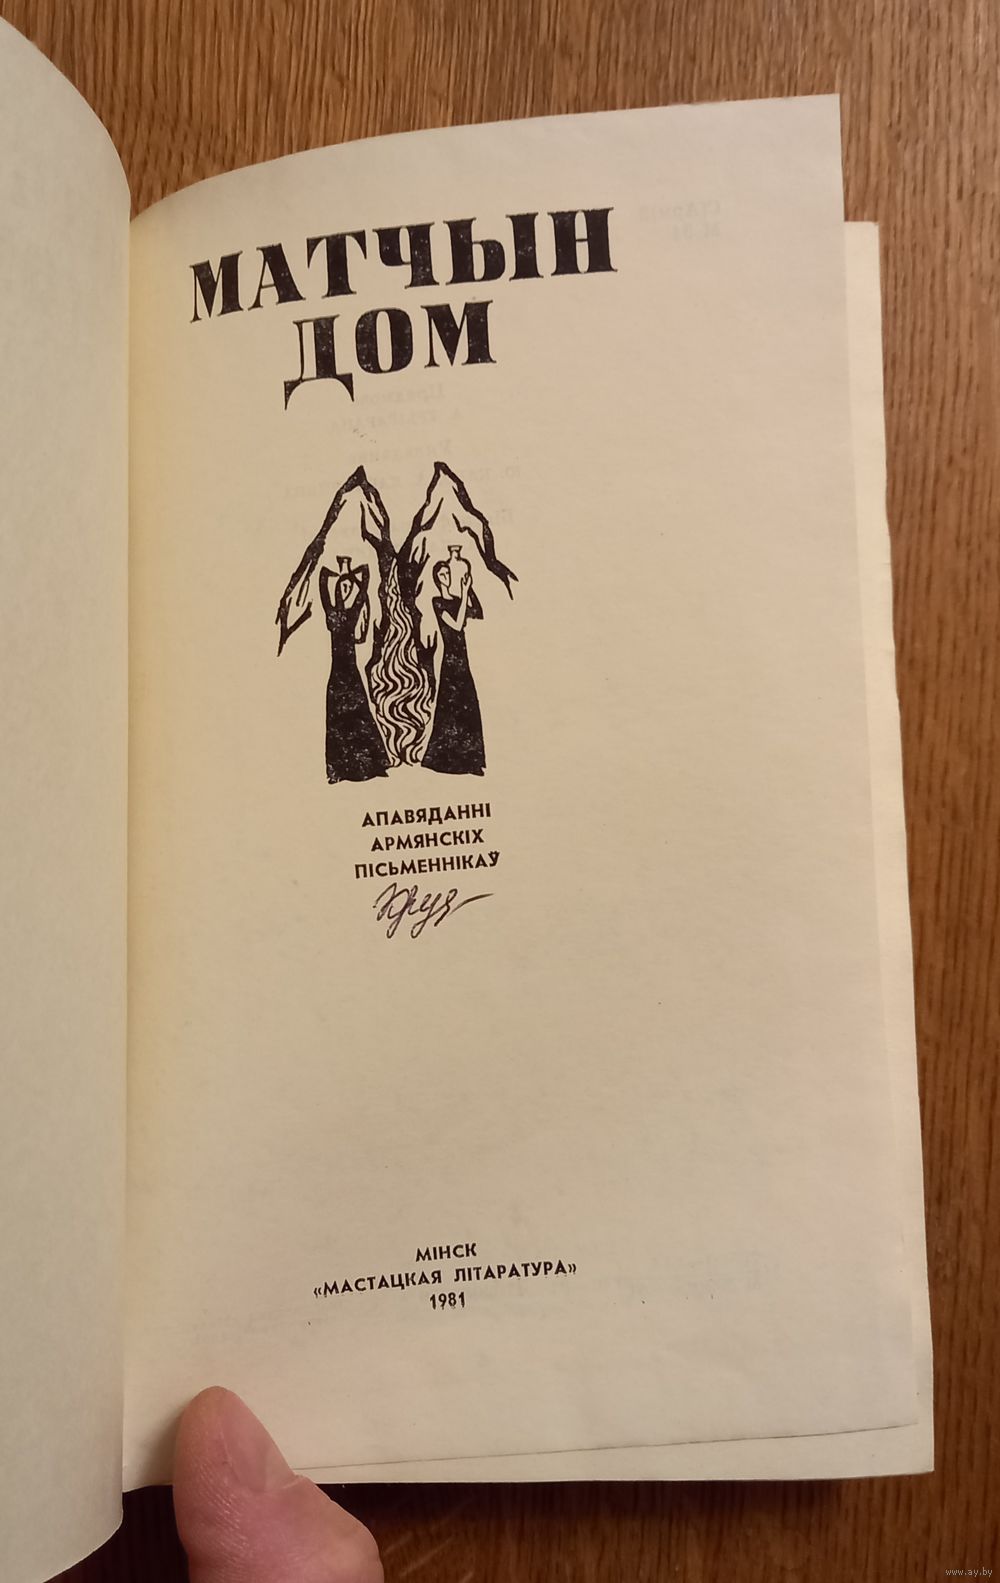 МАТЧЫН
ДОМ
АПАВЯДАННІ
АРМЯНСКІХ
ПІСЬМЕННІКАЎ
МІНСК
«МАСТАЦКАЯ ЛІТАРАТУРА»
1981
www.ay.by